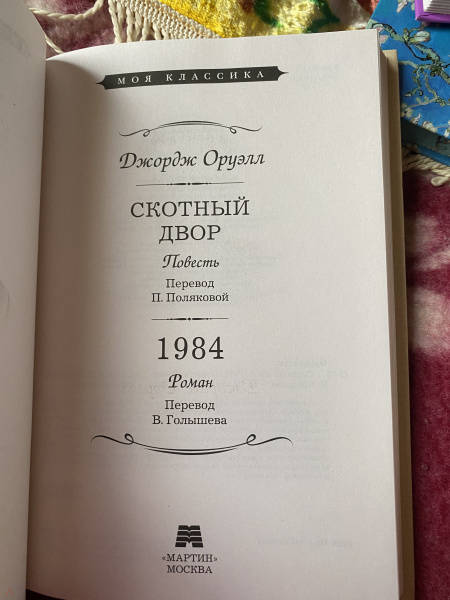 МОЯ КЛАССИКА
Джордж Оруэлл
СКОТНЫЙ
ДВОР
Повесть
Перевод
П. Поляковой
1984
Роман
Перевод
В. Голышева
«МАРТИН»
МОСКВА